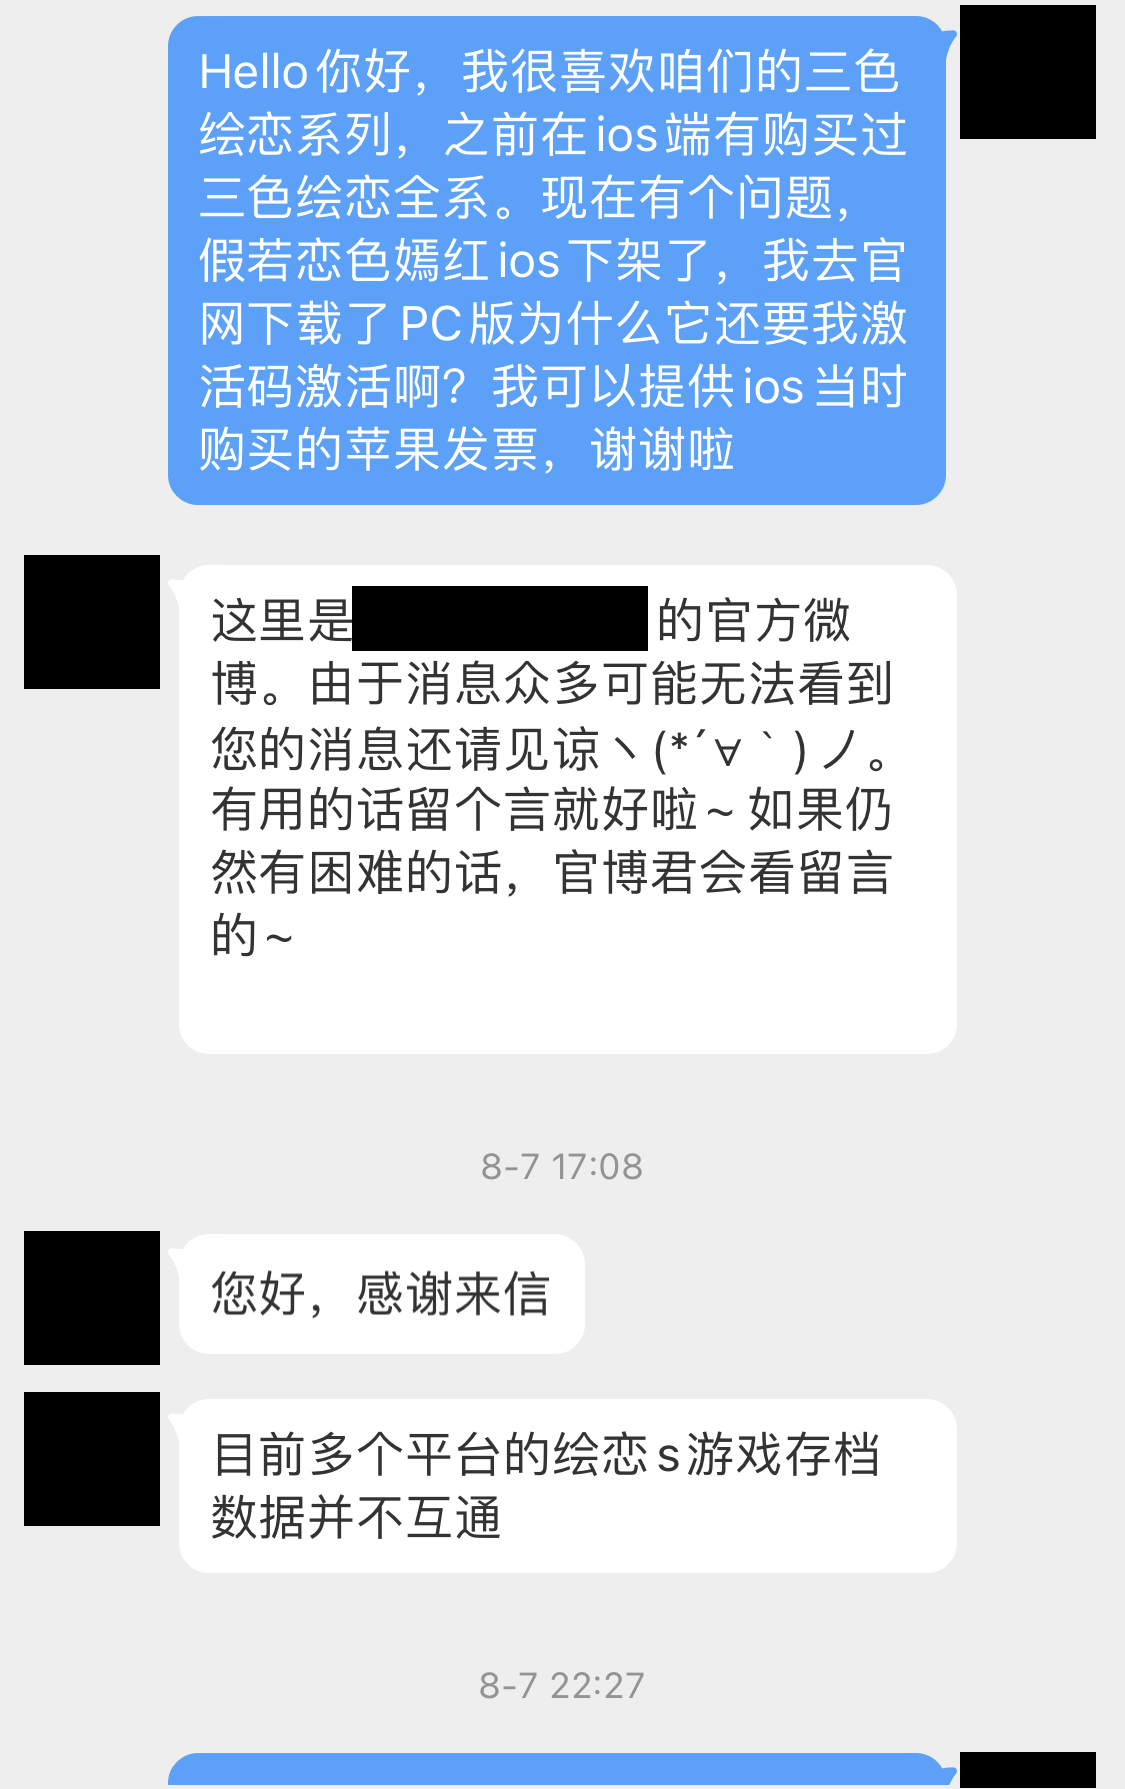 Hello你好，我很喜欢咱们的三色
绘恋系列，之前在ios端有购买过
三色绘恋全系。现在有个问题，
假若恋色嫣红ios下架了，我去官
网下载了PC版为什么它还要我激
活码激活啊？我可以提供ios当时
购买的苹果发票，谢谢啦
这里是
的官方微
博。由于消息众多可能无法看到
您的消息还请见谅ヽ(*´∀｀)ノ。
有用的话留个言就好啦~ 如果仍
然有困难的话，官博君会看留言
的~
8-7 17:08
您好，感谢来信
目前多个平台的绘恋s游戏存档
数据并不互通
8-7 22:27